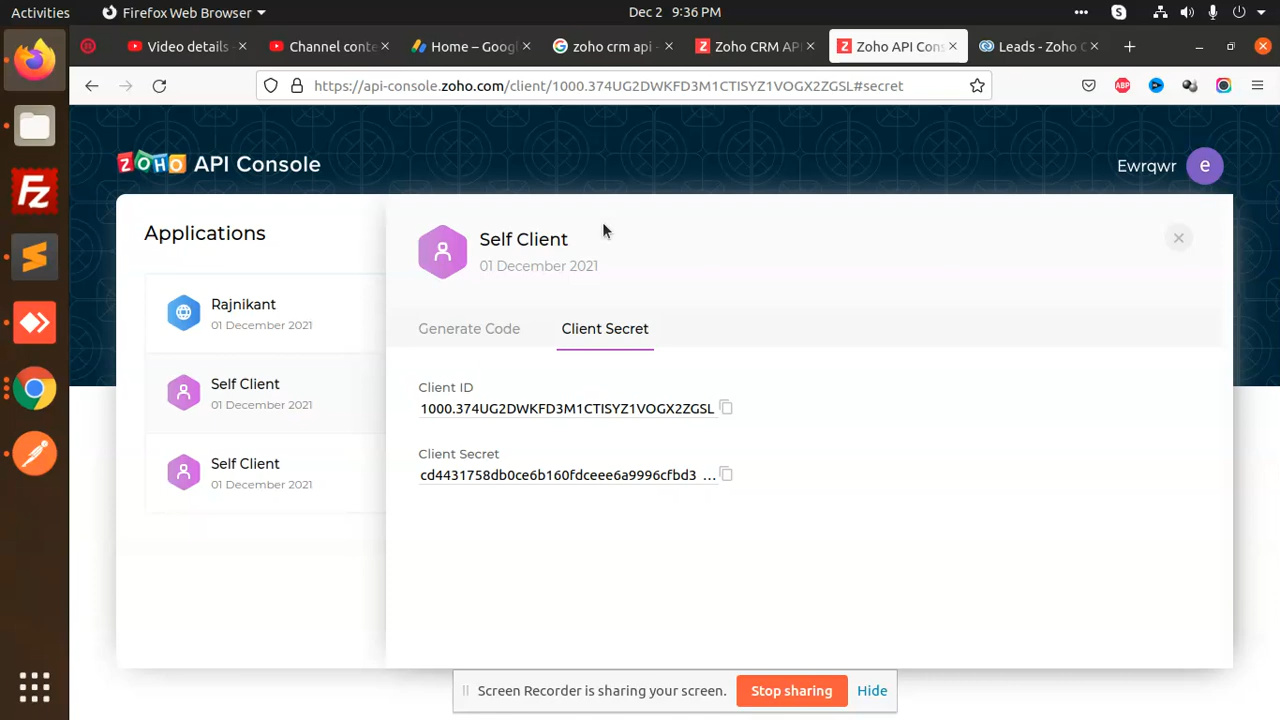 Activities Firefox Web Browser Dec 2 9:36 PM
Video details - Channel conte Home – Googl zoho crm api - Zoho CRM AP Zoho API Con Leads - Zoho C
https://api-console.zoho.com/client/1000.374UG2DWKFD3M1CTISYZ1VOGX2ZGSL#secret
ABP
ZOHO API Console
Ewrqwr e
Applications
Rajnikant
01 December 2021
Self Client
01 December 2021
Self Client
01 December 2021
Self Client
01 December 2021
Generate Code Client Secret
Client ID
1000.374UG2DWKFD3M1CTISYZ1VOGX2ZGSL
Client Secret
cd4431758db0ce6b160fdceee6a9996cfbd3 ...
Screen Recorder is sharing your screen. Stop sharing Hide